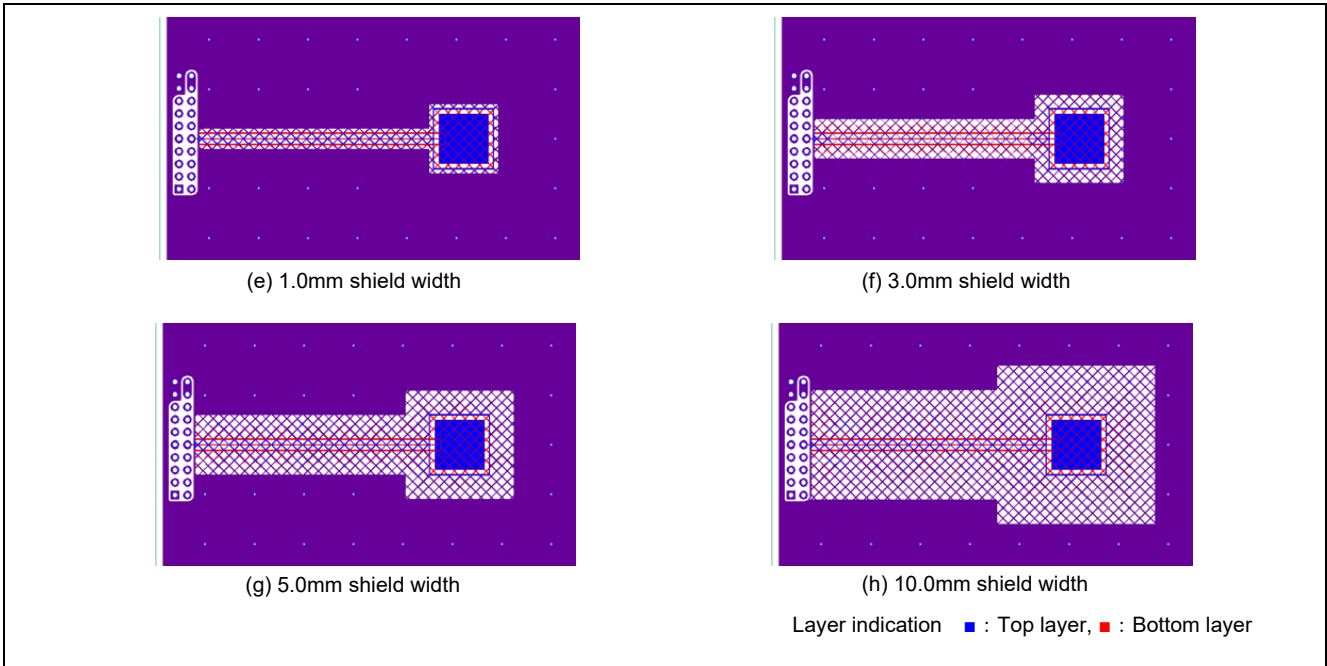 (e) 1.0mm shield width
(f) 3.0mm shield width
(g) 5.0mm shield width
(h) 10.0mm shield width
Layer indication ■ : Top layer, ■ : Bottom layer